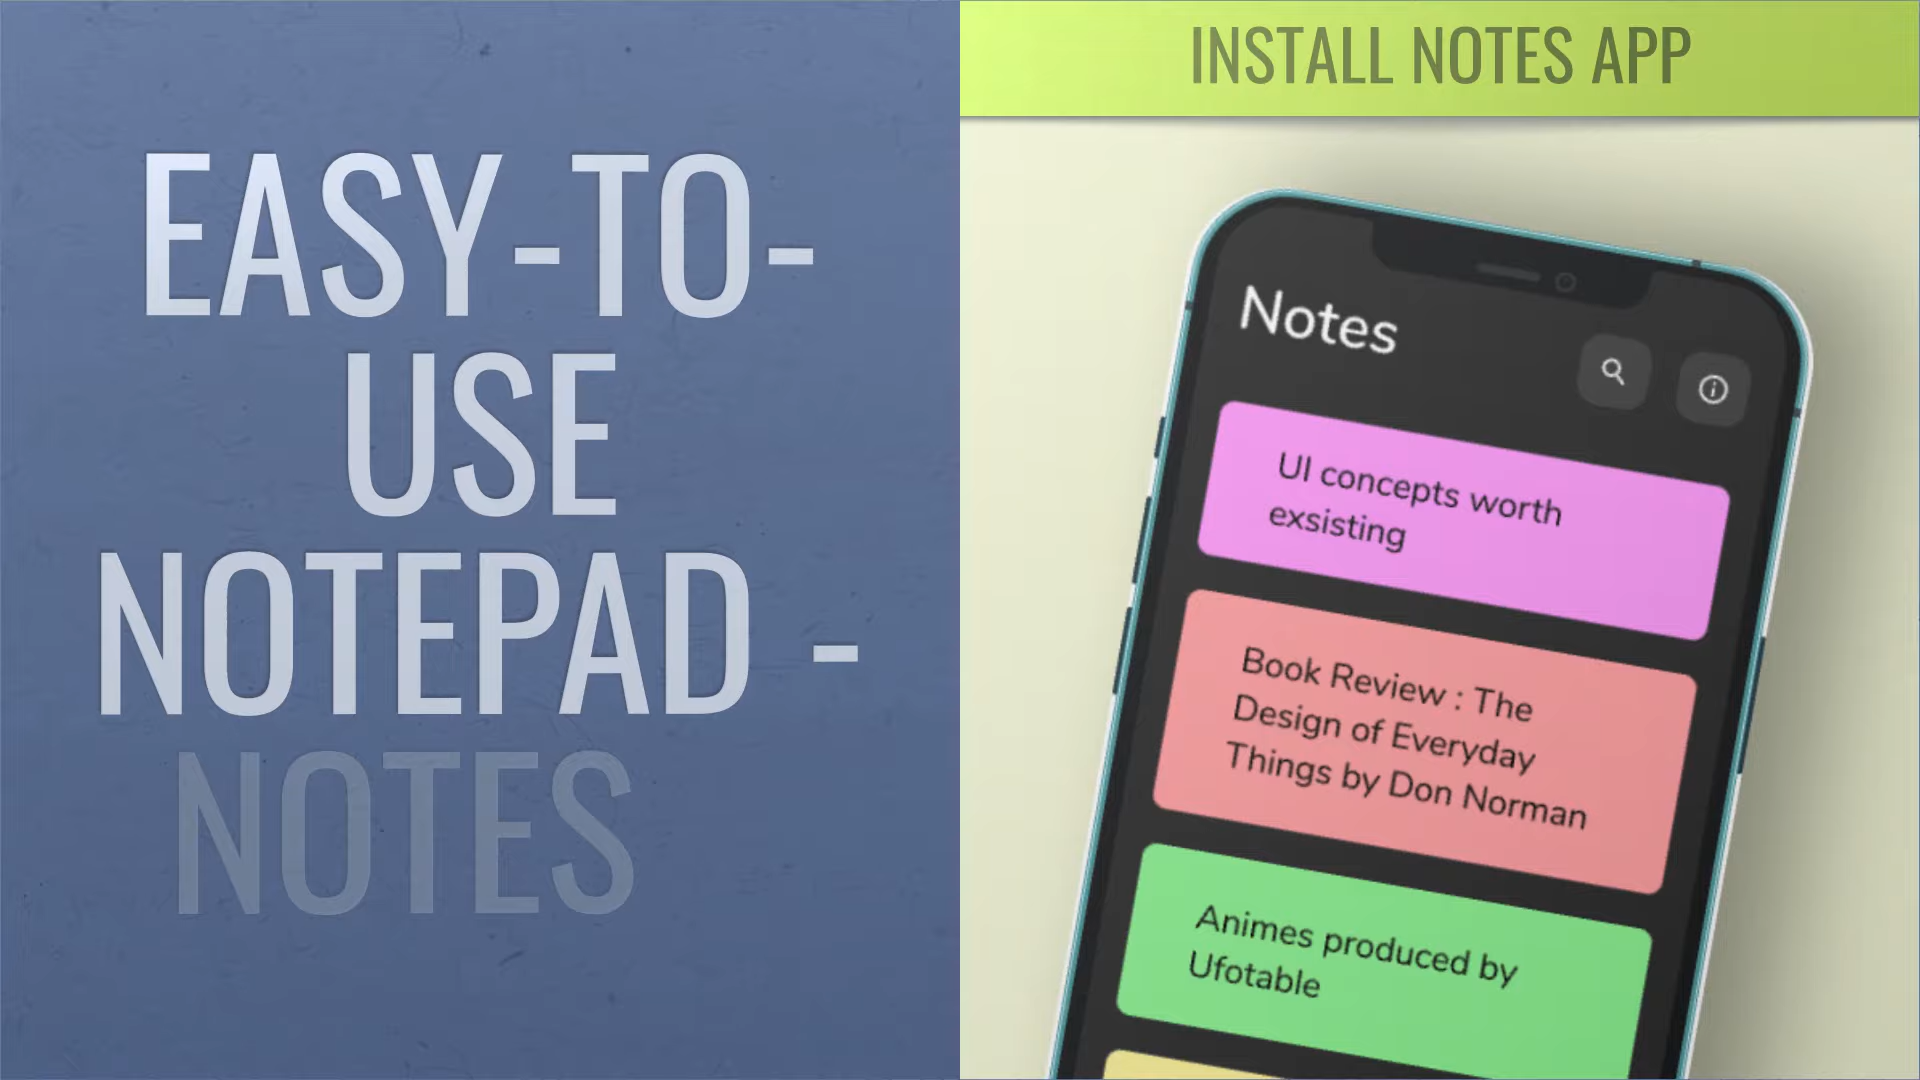 EASY-TO-
USE
NOTEPAD -
NOTES
INSTALL NOTES APP
Notes
UI concepts worth
exsisting
Book Review : The
Design of Everyday
Things by Don Norman
Animes produced by
Ufotable